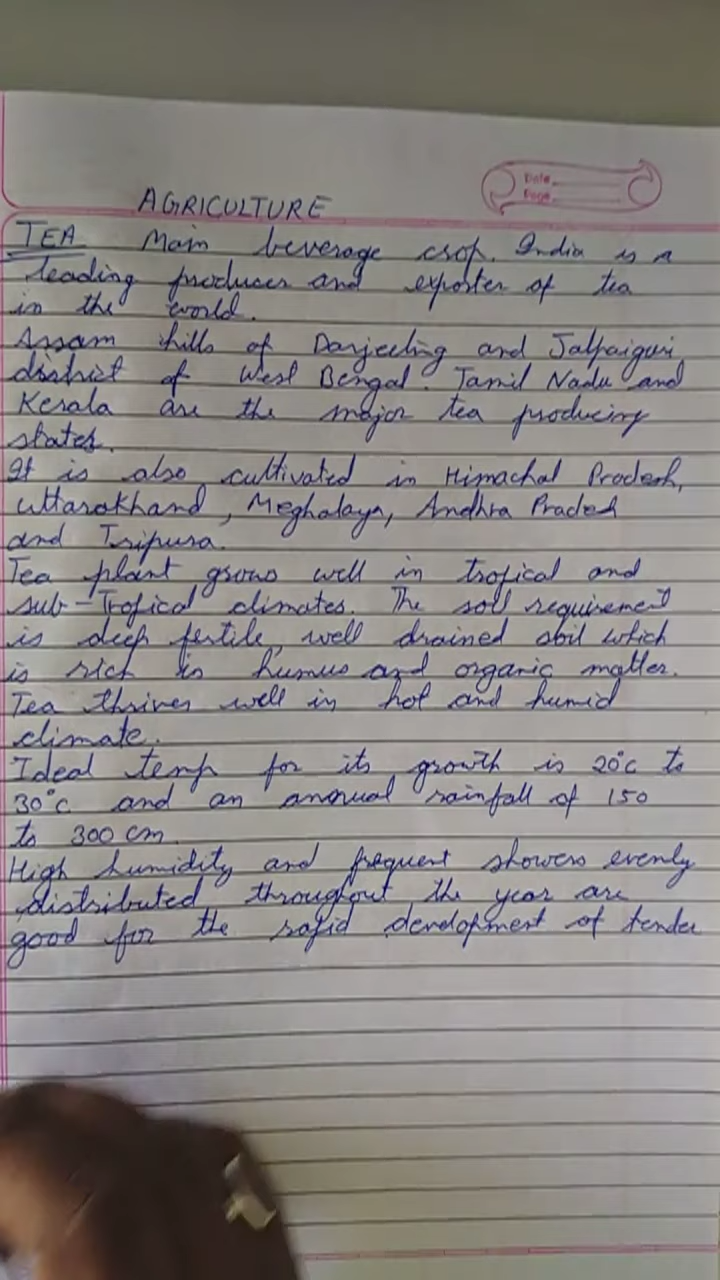 Date
Page
AGRICULTURE
TEA Main beverage crop. India is a
leading producer and exporter of tea
in the world.
Assam hills of Darjeeling and Jalpaiguri
district of West Bengal. Tamil Nadu and
Kerala are the major tea producing
states.
It is also cultivated in Himachal Pradesh,
Uttarakhand, Meghalaya, Andhra Pradesh
and Tripura.
Tea plant grows well in tropical and
sub-Tropical climates. The soil requirement
is deep fertile, well drained soil which
is rich in humus and organic matter.
Tea thrives well in hot and humid
climate.
Ideal temp for its growth is 20°c to
30°c and an annual rainfall of 150
to 300 cm.
High humidity and frequent showers evenly
distributed throughout the year are
good for the rapid development of tender